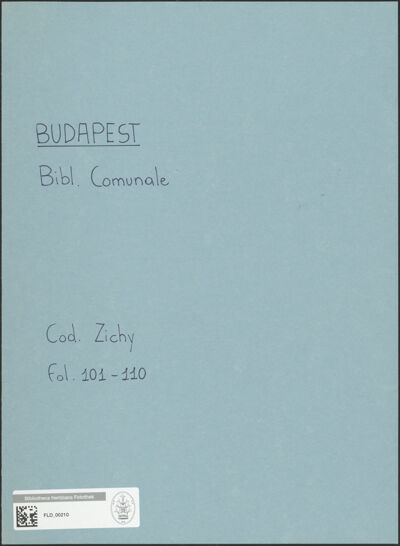 BUDAPEST
Bibl. Comunale
Cod. Zichy
Fol. 101-110
Bibliotheca Hertziana Fotothek
FLD_00210